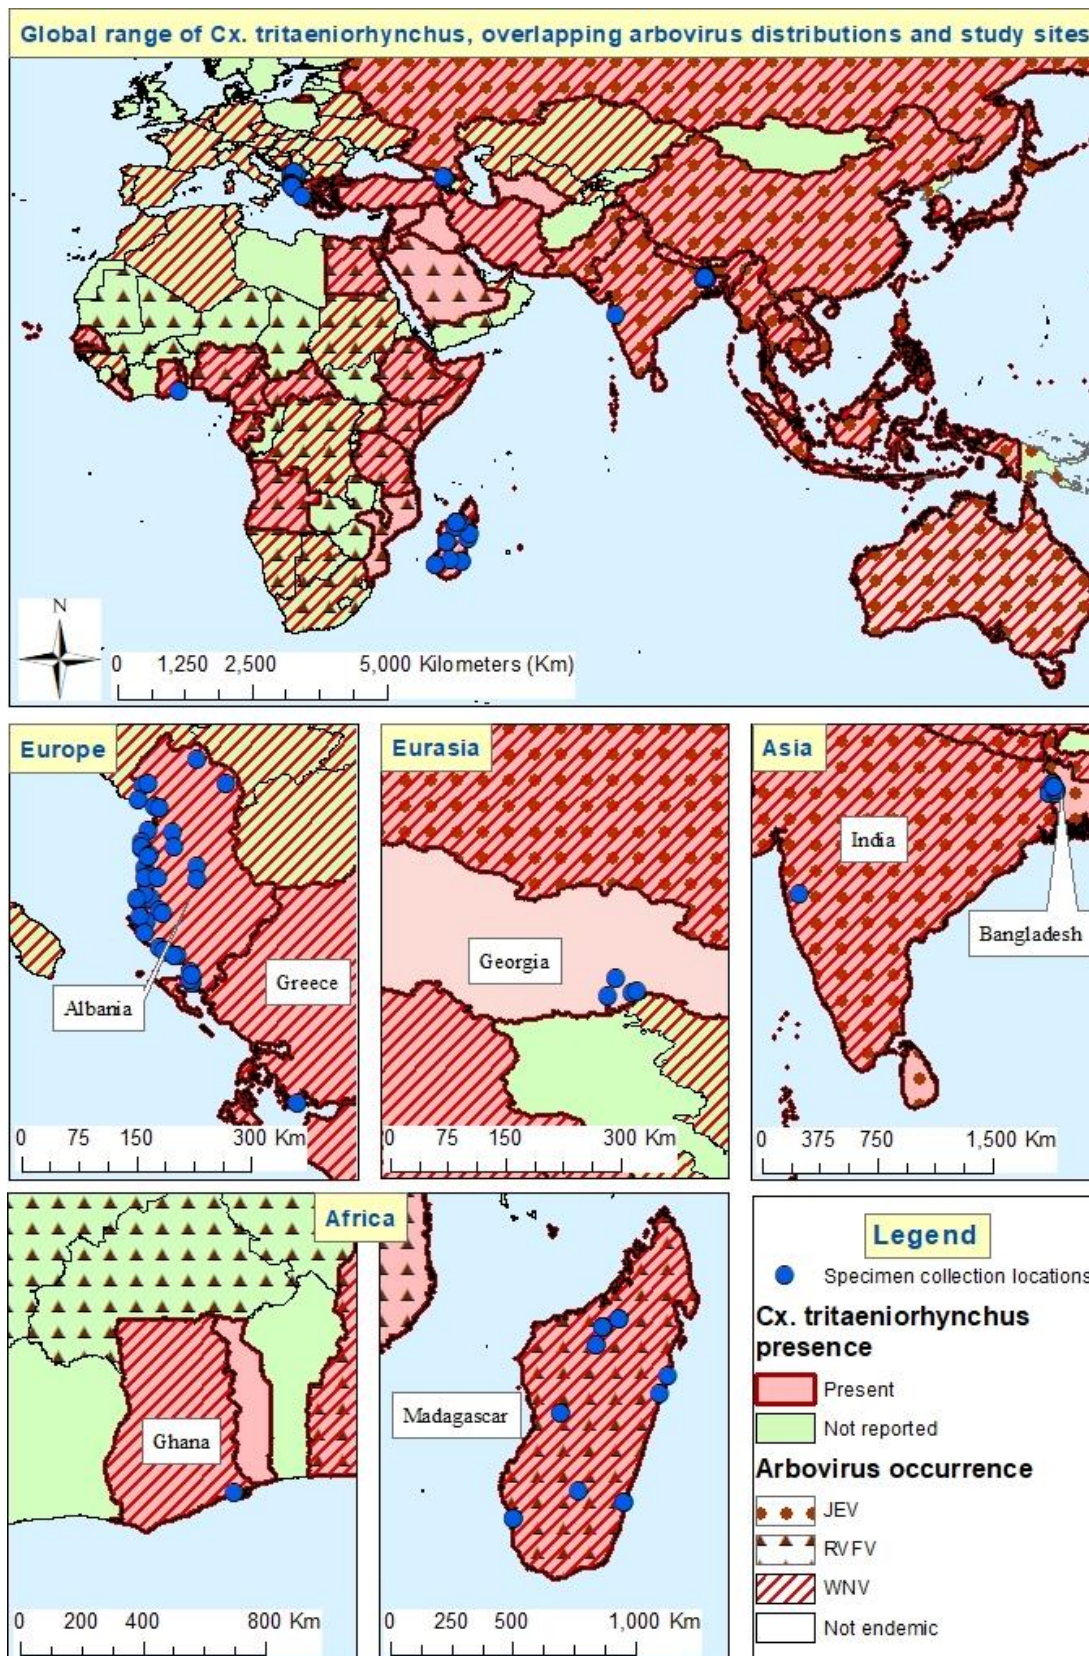 Global range of Cx. tritaeniorhynchus, overlapping arbovirus distributions and study sites
N
0 1,250 2,500 5,000 Kilometers (Km)
Europe
Albania
Greece
0 75 150 300 Km
Eurasia
Georgia
0 75 150 300 Km
Asia
India
Bangladesh
0 375 750 1,500 Km
Africa
Ghana
0 200 400 800 Km
Madagascar
0 250 500 1,000 Km
Legend
Specimen collection locations
Cx. tritaeniorhynchus
presence
Present
Not reported
Arbovirus occurrence
JEV
RVFV
WNV
Not endemic